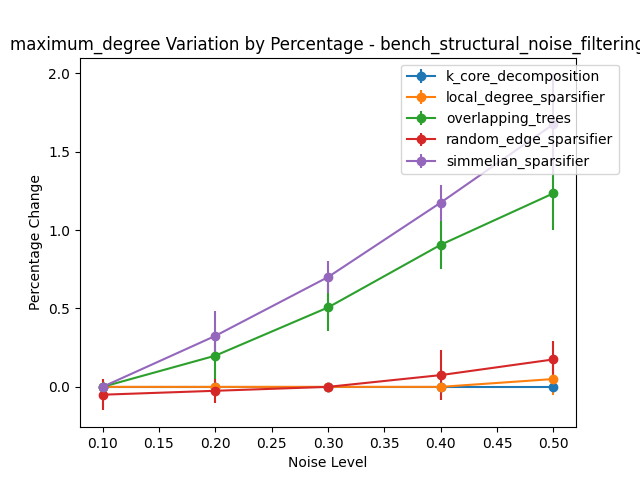 maximum_degree Variation by Percentage - bench_structural_noise_filtering
k_core_decomposition
local_degree_sparsifier
overlapping_trees
random_edge_sparsifier
simmelian_sparsifier
Percentage Change
2.0
1.5
1.0
0.5
0.0
0.10 0.15 0.20 0.25 0.30 0.35 0.40 0.45 0.50
Noise Level